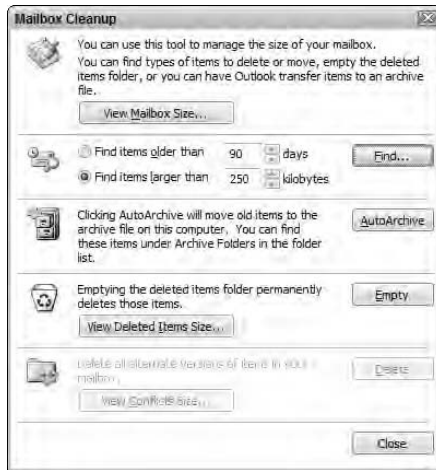 Mailbox Cleanup
You can use this tool to manage the size of your mailbox.
You can find types of items to delete or move, empty the deleted
items folder, or you can have Outlook transfer items to an archive
file.
View Mailbox Size...
Find items older than 90 days
Find...
Find items larger than 250 kilobytes
Clicking AutoArchive will move old items to the
archive file on this computer. You can find
these items under Archive Folders in the folder
list.
AutoArchive
Emptying the deleted items folder permanently
deletes those items.
Empty
View Deleted Items Size...
Delete all alternate versions of items in your
mailbox.
Delete
View Conflicts Size...
Close